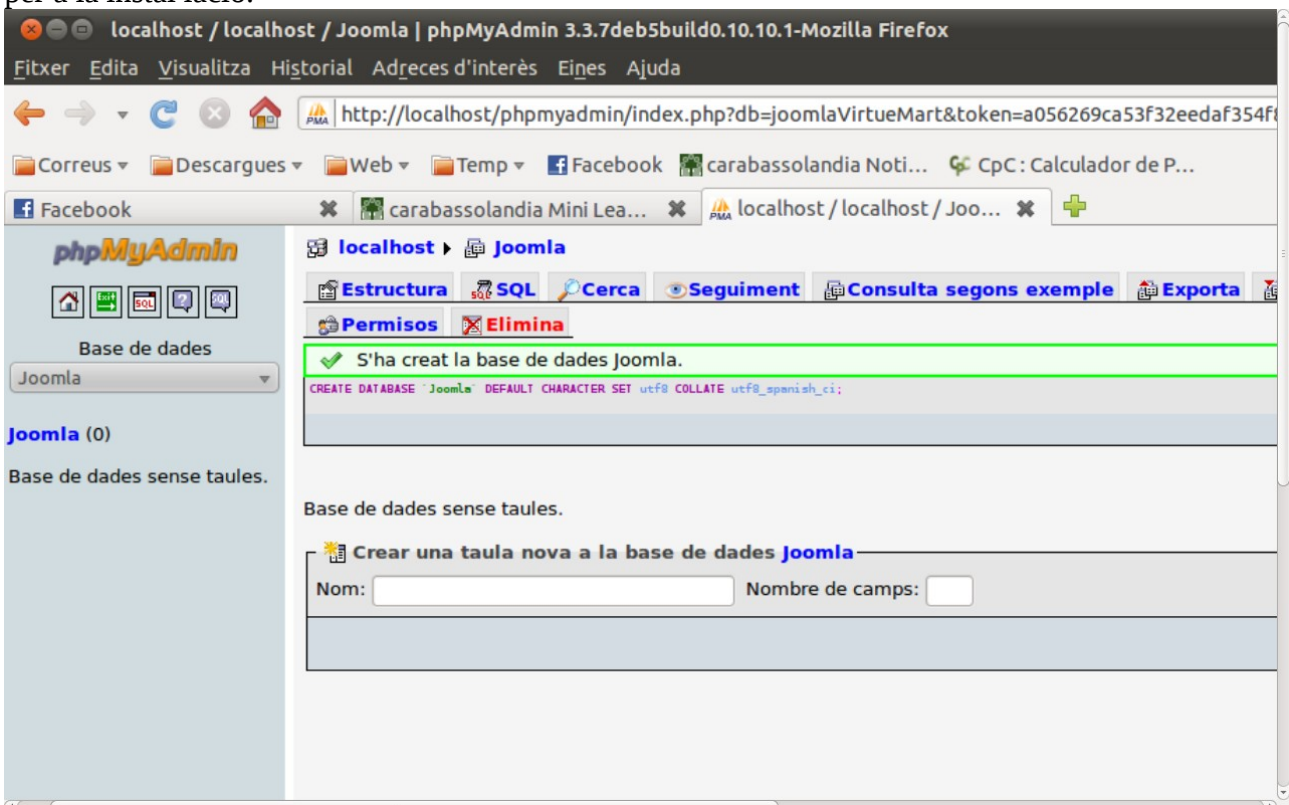 per a la instal·lació.
localhost / localhost / Joomla | phpMyAdmin 3.3.7deb5build0.10.10.1-Mozilla Firefox
Fitxer Edita Visualitza Historial Adreces d'interès Eines Ajuda
http://localhost/phpmyadmin/index.php?db=joomlaVirtueMart&token=a056269ca53f32eedaf354f8
Correus Descargues Web Temp Facebook carabassolandia Noti... CpC : Calculador de P...
Facebook carabassolandia Mini Lea... localhost / localhost / Joo...
phpMyAdmin
localhost Joomla
Estructura SQL Cerca Seguiment Consulta segons exemple Exporta
Permisos Elimina
Base de dades
Joomla
S'ha creat la base de dades Joomla.
CREATE DATABASE `Joomla` DEFAULT CHARACTER SET utf8 COLLATE utf8_spanish_ci;
Joomla (0)
Base de dades sense taules.
Base de dades sense taules.
Crear una taula nova a la base de dades Joomla
Nom: Nombre de camps: